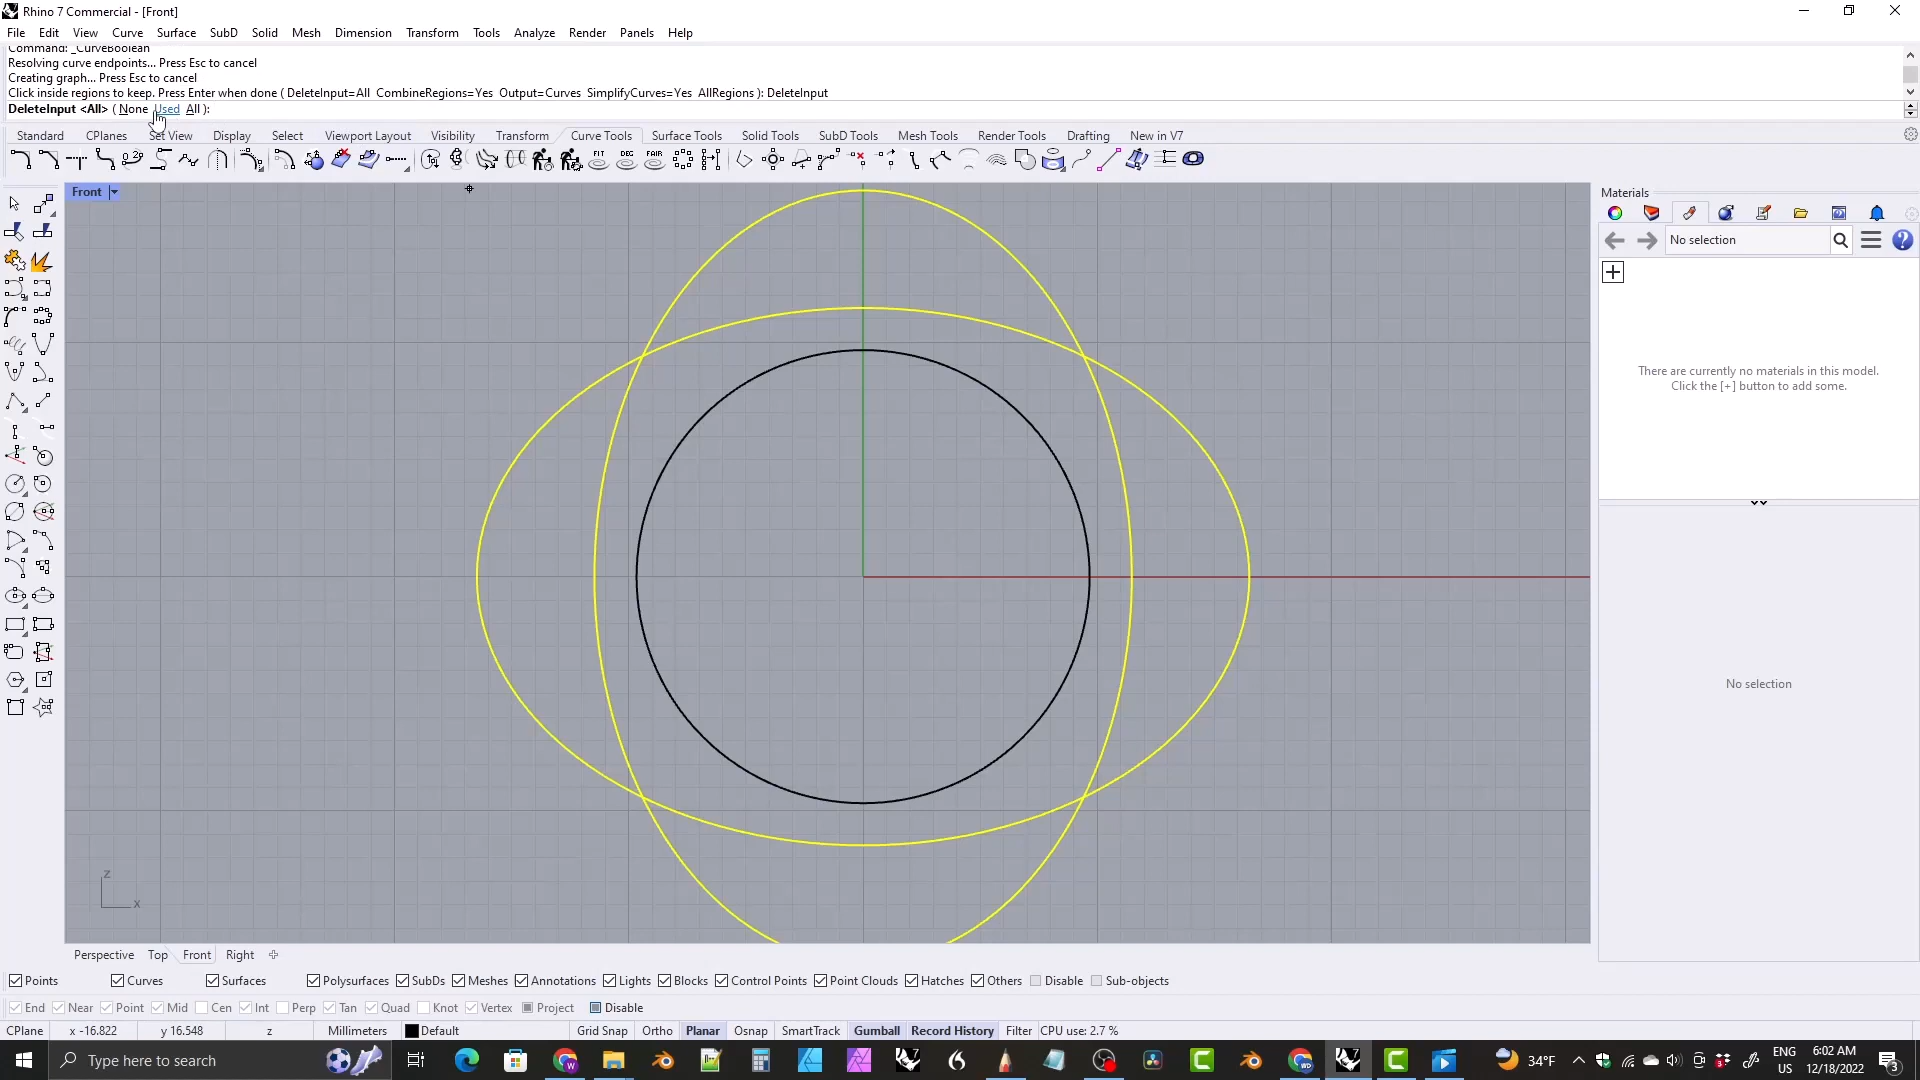 Rhino 7 Commercial - [Front]
File Edit View Curve Surface SubD Solid Mesh Dimension Transform Tools Analyze Render Panels Help
Command: _CurveBoolean
Resolving curve endpoints... Press Esc to cancel
Creating graph... Press Esc to cancel
Click inside regions to keep. Press Enter when done ( DeleteInput=All CombineRegions=Yes Output=Curves SimplifyCurves=Yes AllRegions ): DeleteInput
DeleteInput <All> ( None Used All ):
Standard CPlanes Set View Display Select Viewport Layout Visibility Transform Curve Tools Surface Tools Solid Tools SubD Tools Mesh Tools Render Tools Drafting New in V7
FIT DEG FAIR
Front
Materials
No selection
There are currently no materials in this model.
Click the [+] button to add some.
No selection
z
x
Perspective Top Front Right
Points Curves Surfaces Polysurfaces SubDs Meshes Annotations Lights Blocks Control Points Point Clouds Hatches Others Disable Sub-objects
End Near Point Mid Cen Int Perp Tan Quad Knot Vertex Project Disable
CPlane x -16.822 y 16.548 z Millimeters Default Grid Snap Ortho Planar Osnap SmartTrack Gumball Record History Filter CPU use: 2.7 %
Type here to search
34°F
ENG
US
6:02 AM
12/18/2022
3